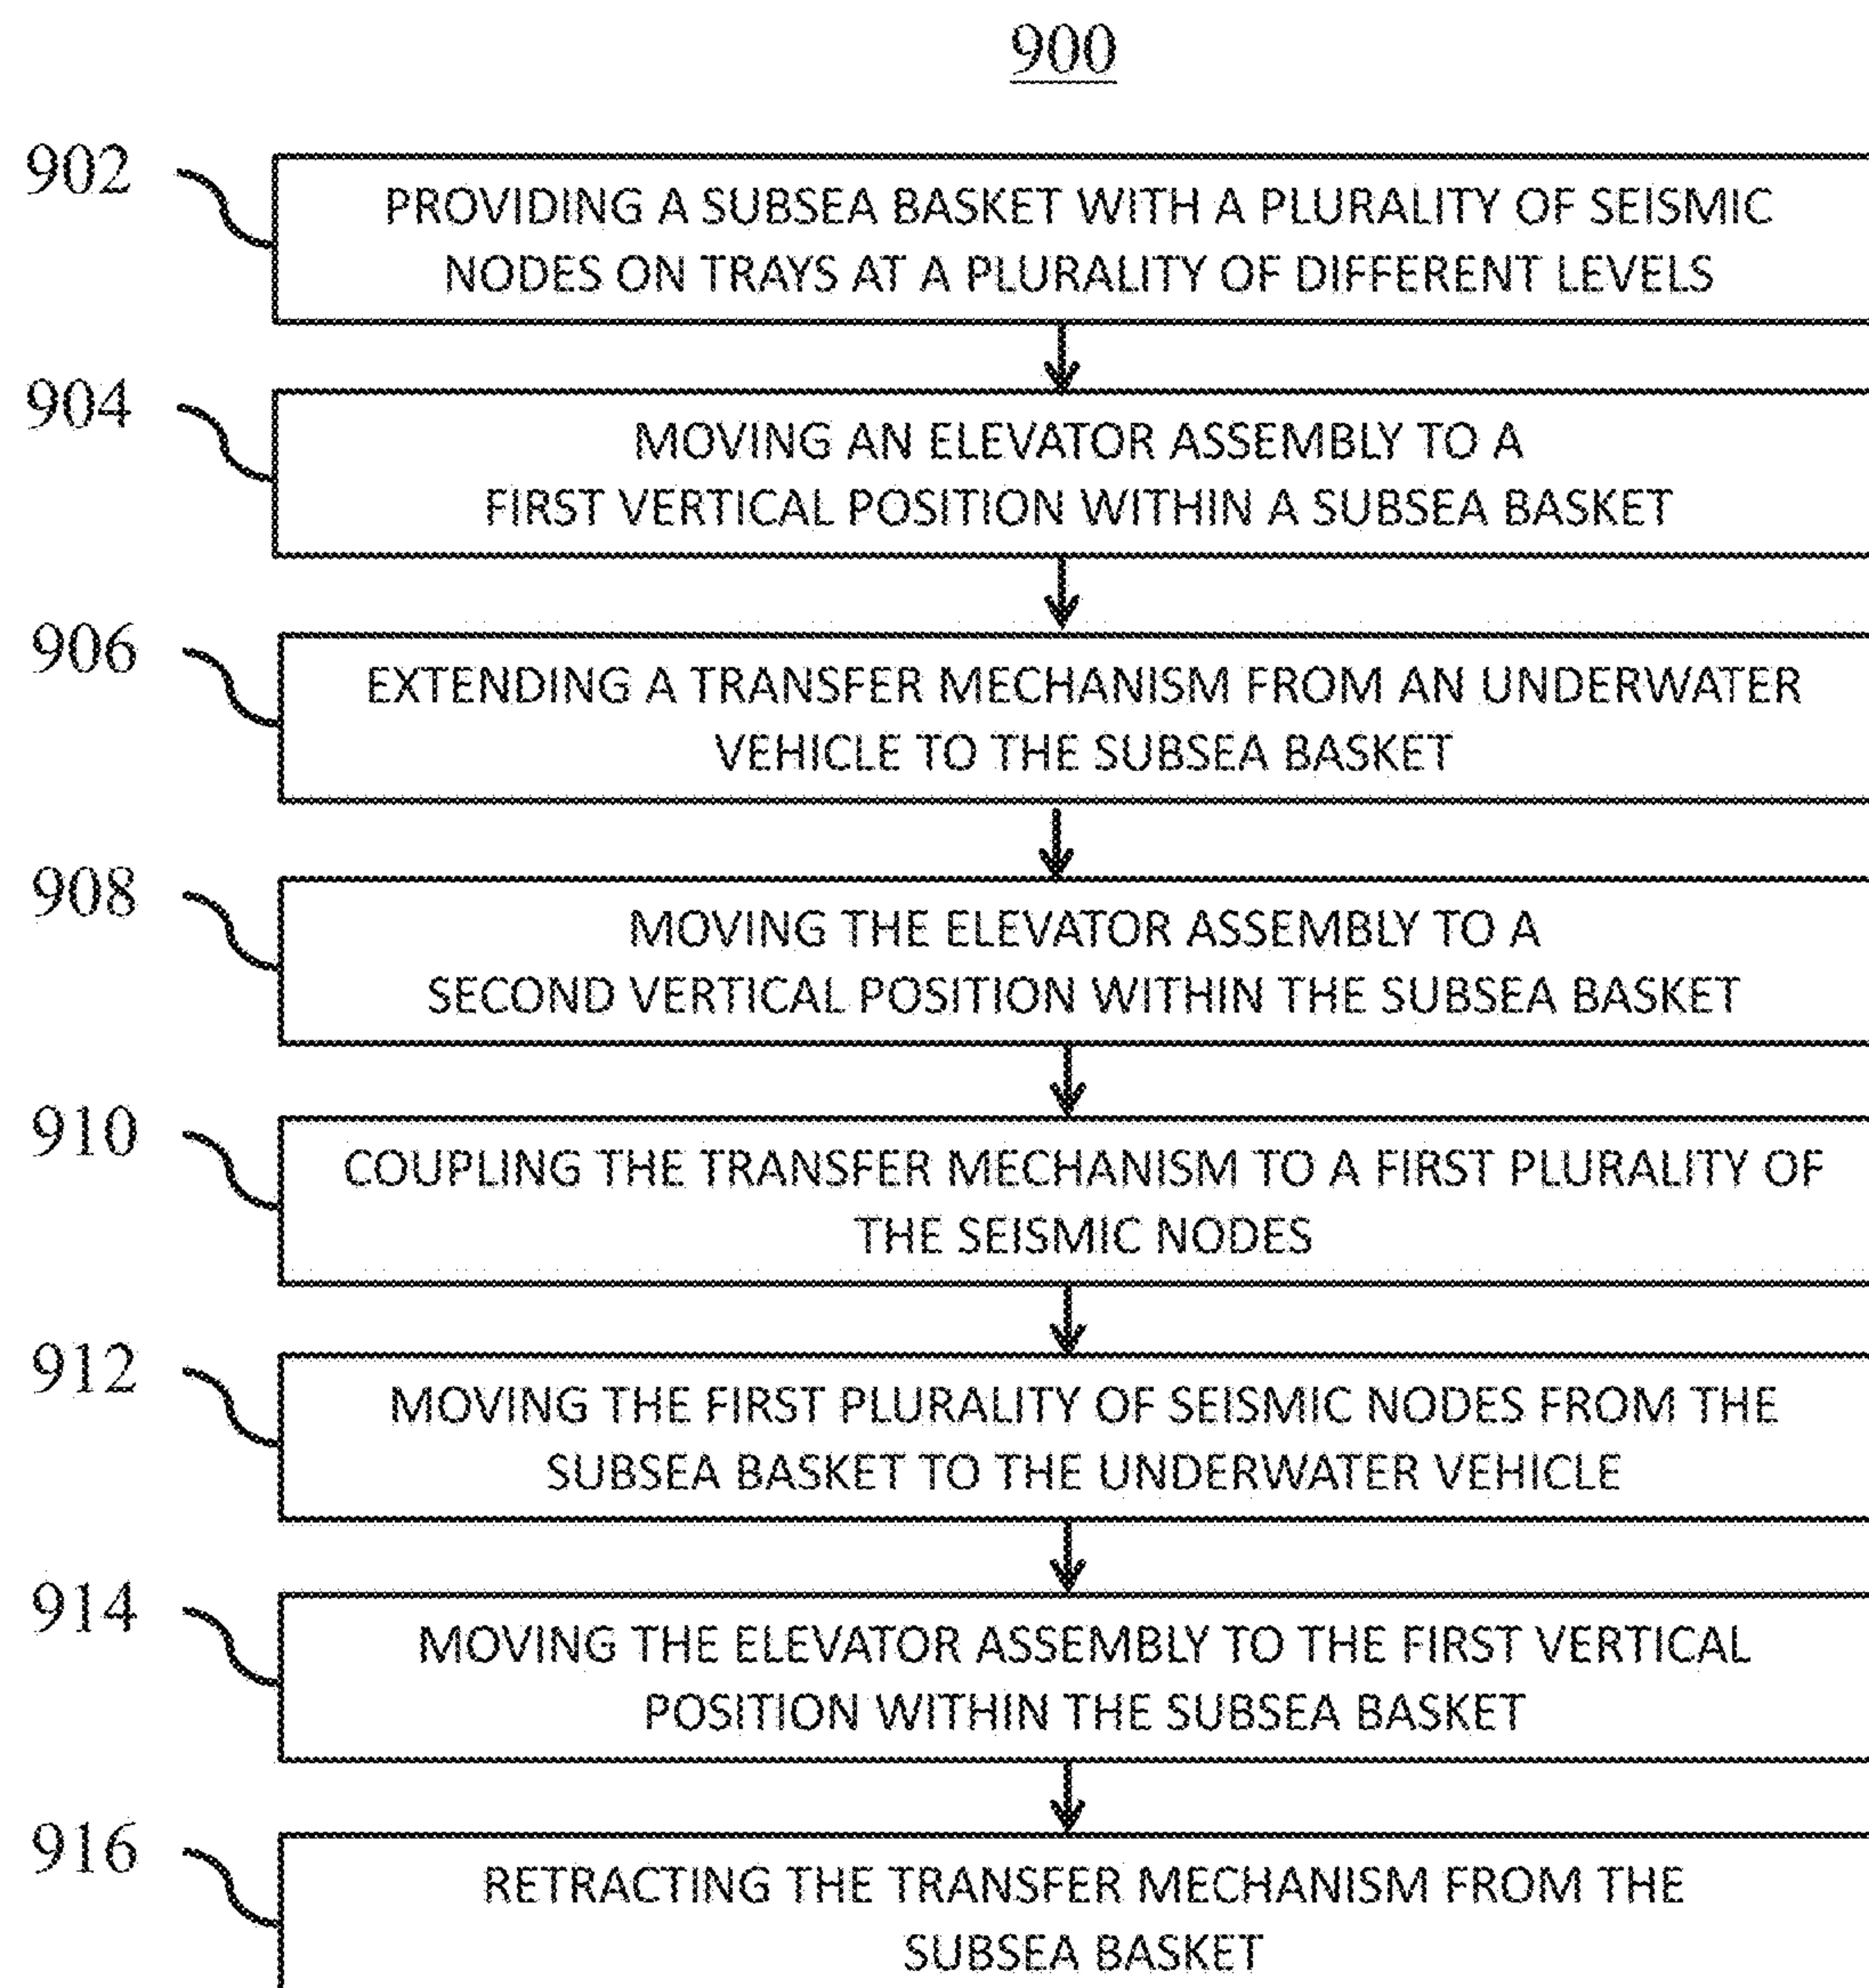 900
902
PROVIDING A SUBSEA BASKET WITH A PLURALITY OF SEISMIC
NODES ON TRAYS AT A PLURALITY OF DIFFERENT LEVELS
904
MOVING AN ELEVATOR ASSEMBLY TO A
FIRST VERTICAL POSITION WITHIN A SUBSEA BASKET
906
EXTENDING A TRANSFER MECHANISM FROM AN UNDERWATER
VEHICLE TO THE SUBSEA BASKET
908
MOVING THE ELEVATOR ASSEMBLY TO A
SECOND VERTICAL POSITION WITHIN THE SUBSEA BASKET
910
COUPLING THE TRANSFER MECHANISM TO A FIRST PLURALITY OF
THE SEISMIC NODES
912
MOVING THE FIRST PLURALITY OF SEISMIC NODES FROM THE
SUBSEA BASKET TO THE UNDERWATER VEHICLE
914
MOVING THE ELEVATOR ASSEMBLY TO THE FIRST VERTICAL
POSITION WITHIN THE SUBSEA BASKET
916
RETRACTING THE TRANSFER MECHANISM FROM THE
SUBSEA BASKET